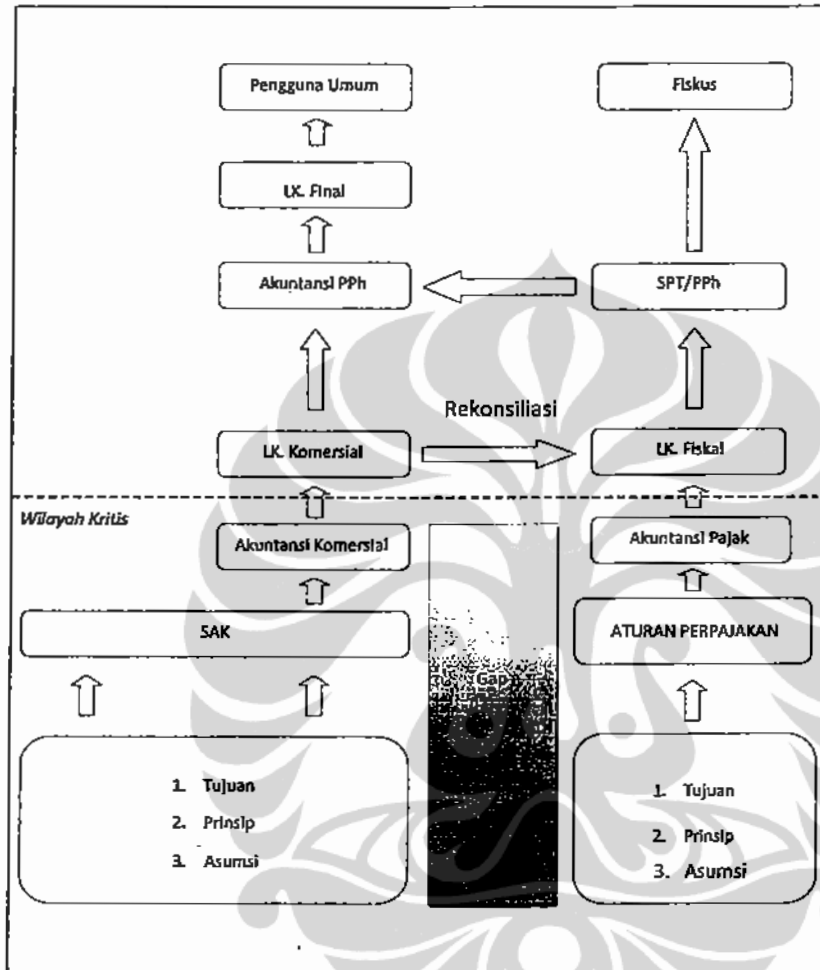 Pengguna Umum
Fiskus
LK. Final
Akuntansi PPh
SPT/PPh
Rekonsiliasi
LK. Komersial
LK. Fiskal
Wilayah Kritis
Akuntansi Komersial
Akuntansi Pajak
SAK
ATURAN PERPAJAKAN
Gap
1. Tujuan
2. Prinsip
3. Asumsi
1. Tujuan
2. Prinsip
3. Asumsi